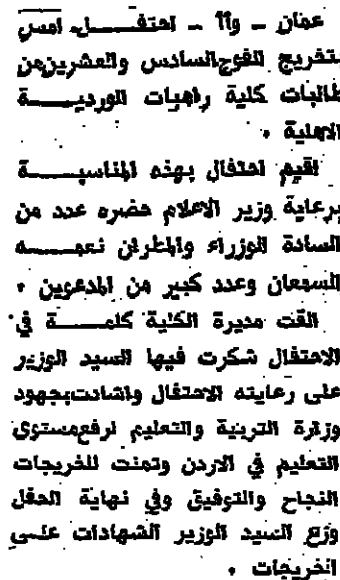 عمان - وأأ - احتفل امس
بتخريج الفوج السادس والعشرين من
طالبات كلية راهبات الوردية
الاهلية .
اقيم احتفال بهذه المناسبة
برعاية وزير الاعلام حضره عدد من
السادة الوزراء والمطران نعمه
السمعان وعدد كبير من المدعوين .
القت مديرة الكلية كلمة في
الاحتفال شكرت فيها السيد الوزير
على رعايته الاحتفال واشادت بجهود
وزارة التربية والتعليم لرفع مستوى
التعليم في الاردن وتمنت للخريجات
النجاح والتوفيق وفي نهاية الحفل
وزع السيد الوزير الشهادات على
الخريجات .